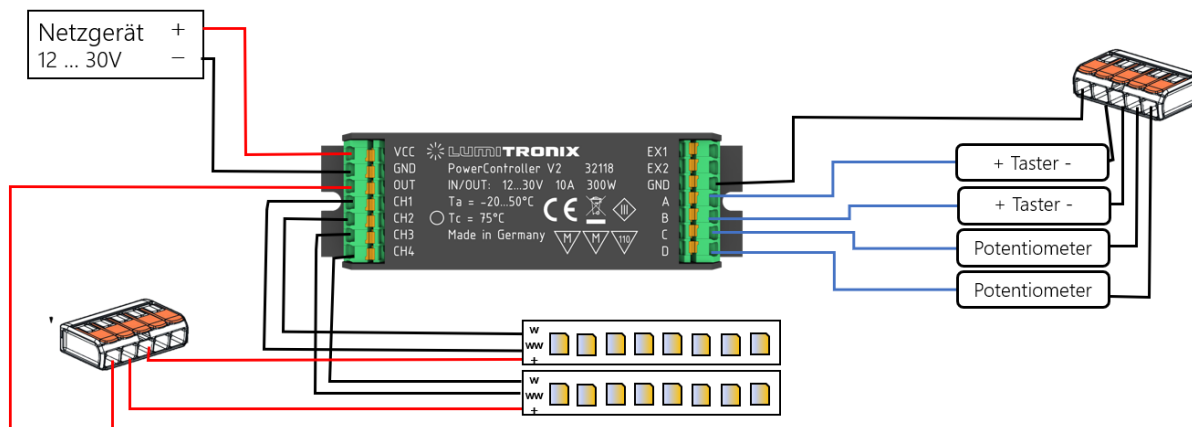 Netzgerät +
12 ... 30V −
VCC
GND
OUT
CH1
CH2
CH3
CH4
LUMITRONIX
PowerController V2 32118
IN/OUT: 12...30V 10A 300W
Ta = -20...50°C
Tc = 75°C
Made in Germany
CE
III
M
M
110
EX1
EX2
GND
A
B
C
D
+ Taster -
+ Taster -
Potentiometer
Potentiometer
W
WW
+
W
WW
+